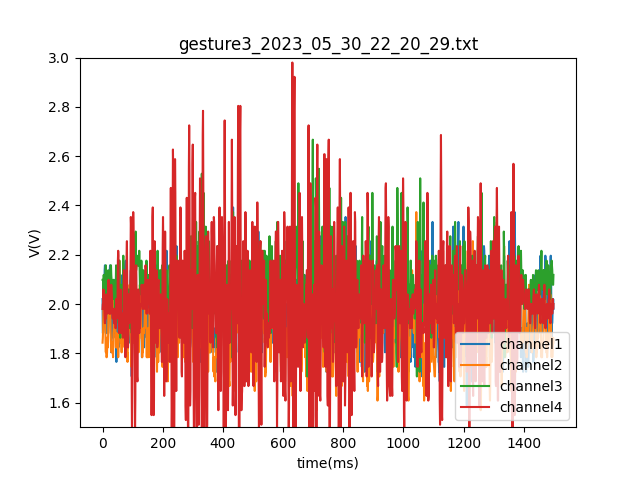 gesture3_2023_05_30_22_20_29.txt
V(V)
3.0
2.8
2.6
2.4
2.2
2.0
1.8
1.6
0 200 400 600 800 1000 1200 1400
time(ms)
channel1
channel2
channel3
channel4